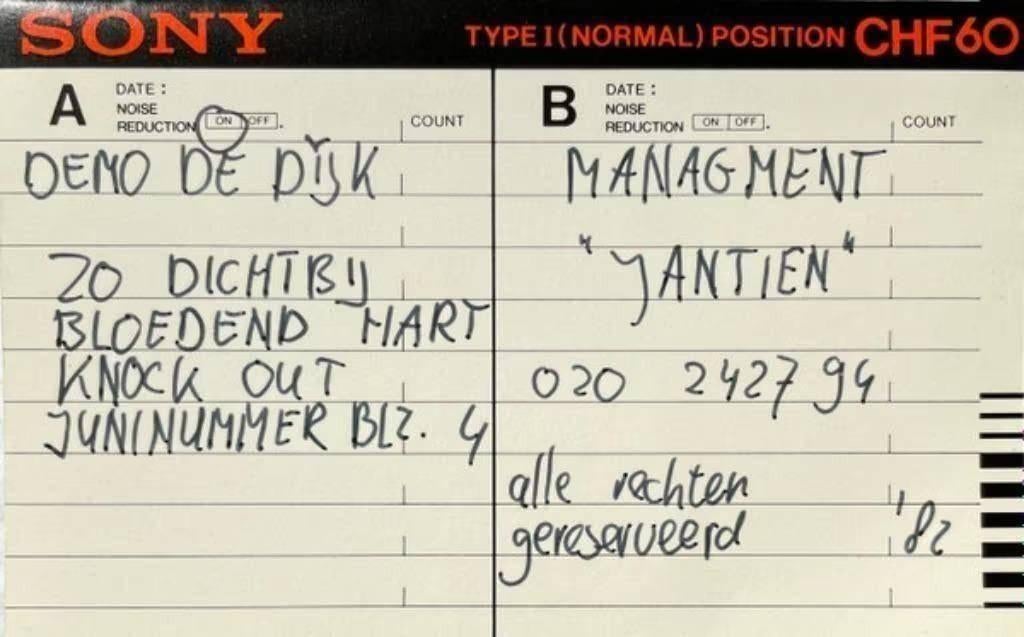 SONY
TYPE I (NORMAL) POSITION CHF60
A
DATE :
NOISE
REDUCTION ON OFF .
COUNT
DEMO DE DIJK
ZO DICHTBIJ
BLOEDEND HART
KNOCK OUT
JUNINUMMER BLZ. 4
B
DATE :
NOISE
REDUCTION ON OFF .
COUNT
MANAGMENT
"JANTIEN"
020 242794
alle rechten
gereserveerd '82